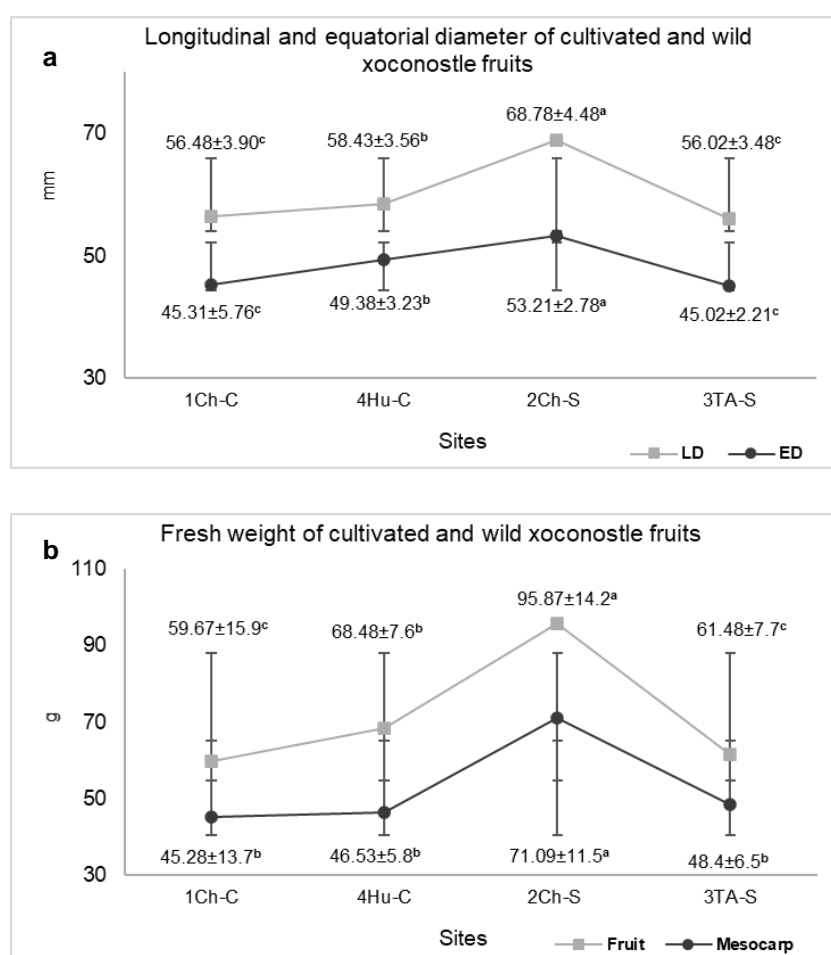 a
Longitudinal and equatorial diameter of cultivated and wild
xoconostle fruits
70
50
30
mm
56.48±3.90ᶜ
58.43±3.56ᵇ
68.78±4.48ᵃ
56.02±3.48ᶜ
45.31±5.76ᶜ
49.38±3.23ᵇ
53.21±2.78ᵃ
45.02±2.21ᶜ
1Ch-C
4Hu-C
2Ch-S
3TA-S
Sites
LD
ED
b
Fresh weight of cultivated and wild xoconostle fruits
110
90
70
50
30
g
59.67±15.9ᶜ
68.48±7.6ᵇ
95.87±14.2ᵃ
61.48±7.7ᶜ
45.28±13.7ᵇ
46.53±5.8ᵇ
71.09±11.5ᵃ
48.4±6.5ᵇ
1Ch-C
4Hu-C
2Ch-S
3TA-S
Sites
Fruit
Mesocarp